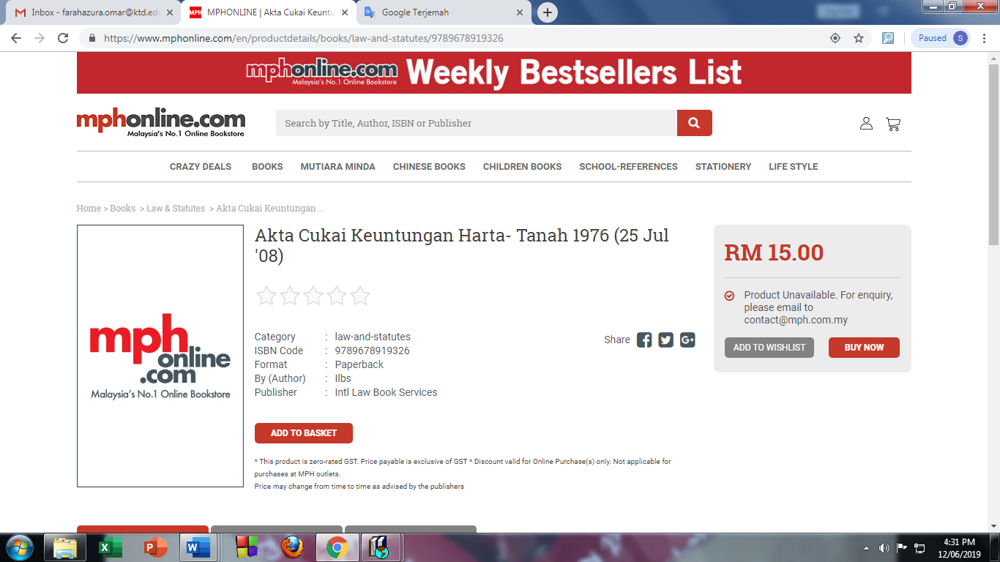 Inbox - farahazura.omar@ktd.edu
MPHONLINE | Akta Cukai Keuntu
Google Terjemah
https://www.mphonline.com/en/productdetails/books/law-and-statutes/9789678919326
Paused S
mphonline.com Weekly Bestsellers List
Malaysia's No.1 Online Bookstore
mphonline.com
Malaysia's No.1 Online Bookstore
Search by Title, Author, ISBN or Publisher
CRAZY DEALS BOOKS MUTIARA MINDA CHINESE BOOKS CHILDREN BOOKS SCHOOL-REFERENCES STATIONERY LIFE STYLE
Home > Books > Law & Statutes > Akta Cukai Keuntungan ...
mph
online
.com
Malaysia's No.1 Online Bookstore
Akta Cukai Keuntungan Harta- Tanah 1976 (25 Jul
'08)
Category : law-and-statutes
ISBN Code : 9789678919326
Format : Paperback
By (Author) : Ilbs
Publisher : Intl Law Book Services
Share
ADD TO BASKET
* This product is zero-rated GST. Price payable is exclusive of GST * Discount valid for Online Purchase(s) only. Not applicable for
purchases at MPH outlets.
Price may change from time to time as advised by the publishers
RM 15.00
Product Unavailable. For enquiry,
please email to
contact@mph.com.my
ADD TO WISHLIST
BUY NOW
4:31 PM
12/06/2019